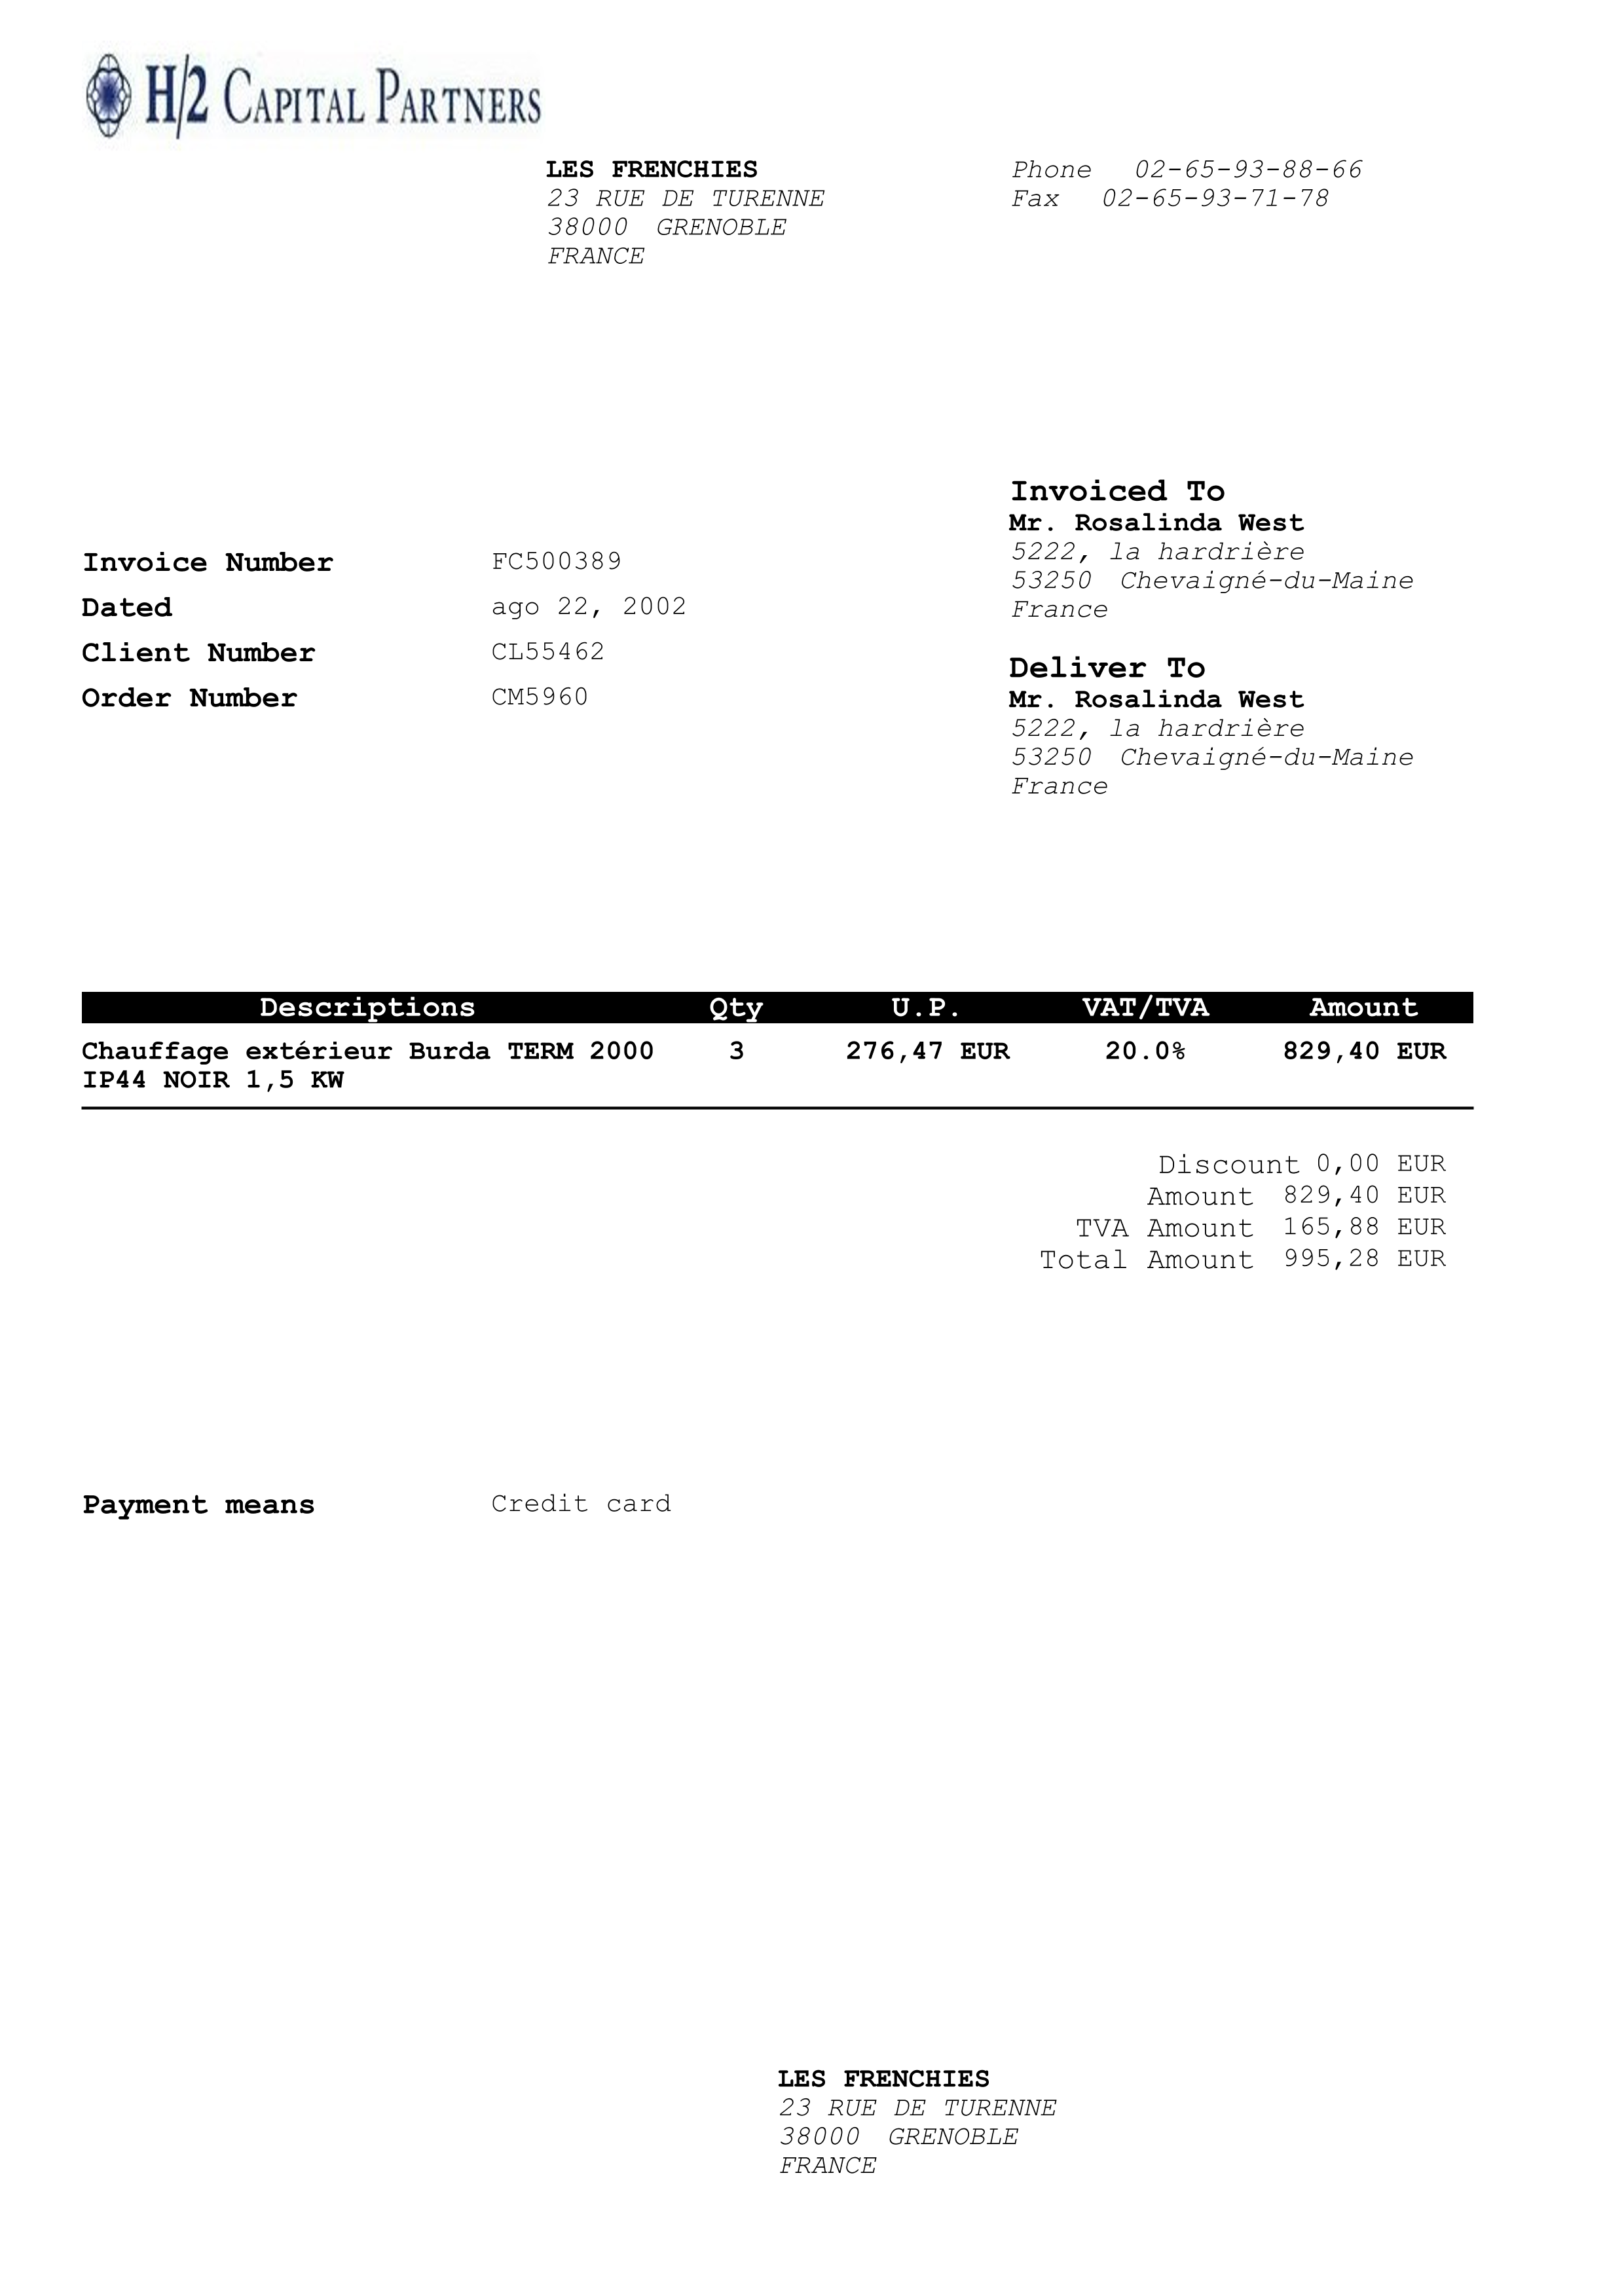 H/2 CAPITAL PARTNERS
LES FRENCHIES
23 RUE DE TURENNE
38000 GRENOBLE
FRANCE
Phone 02-65-93-88-66
Fax 02-65-93-71-78
Invoice Number FC500389
Dated ago 22, 2002
Client Number CL55462
Order Number CM5960
Invoiced To
Mr. Rosalinda West
5222, la hardrière
53250 Chevaigné-du-Maine
France
Deliver To
Mr. Rosalinda West
5222, la hardrière
53250 Chevaigné-du-Maine
France
Descriptions Qty U.P. VAT/TVA Amount
Chauffage extérieur Burda TERM 2000 3 276,47 EUR 20.0% 829,40 EUR
IP44 NOIR 1,5 KW
Discount 0,00 EUR
Amount 829,40 EUR
TVA Amount 165,88 EUR
Total Amount 995,28 EUR
Payment means Credit card
LES FRENCHIES
23 RUE DE TURENNE
38000 GRENOBLE
FRANCE